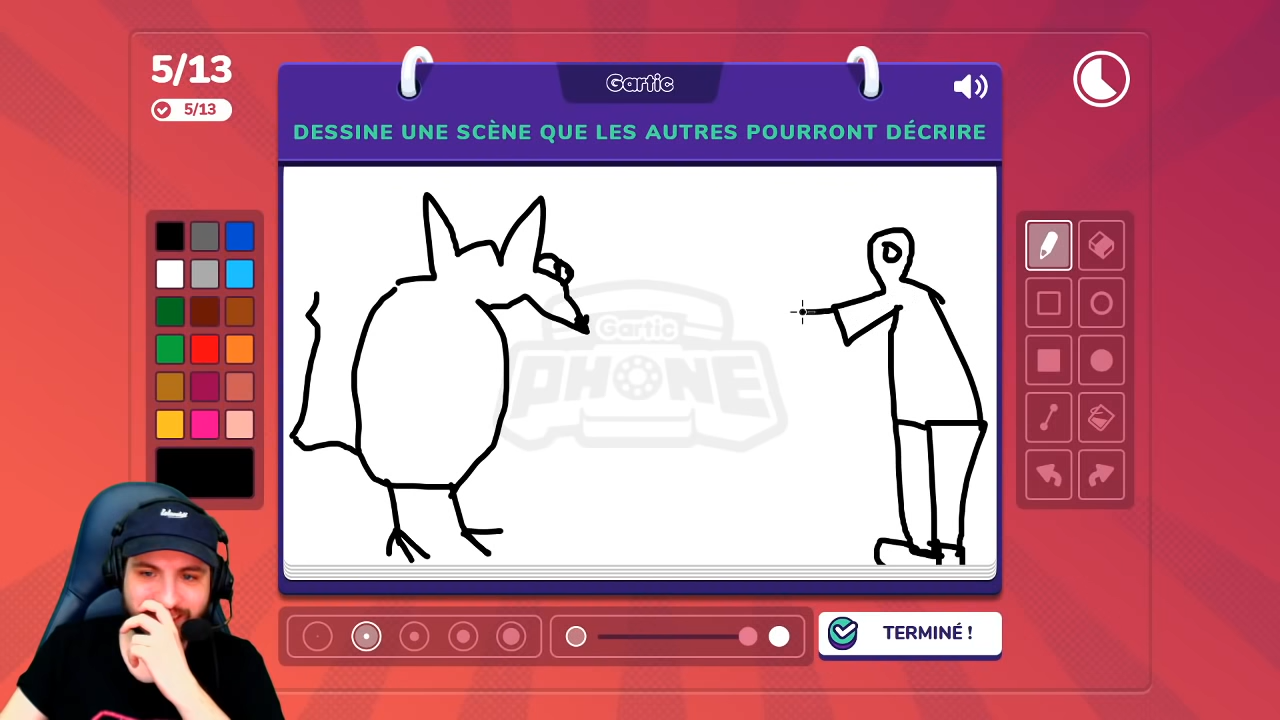 5/13
5/13
Gartic
DESSINE UNE SCÈNE QUE LES AUTRES POURRONT DÉCRIRE
Gartic
PHONE
TERMINÉ !